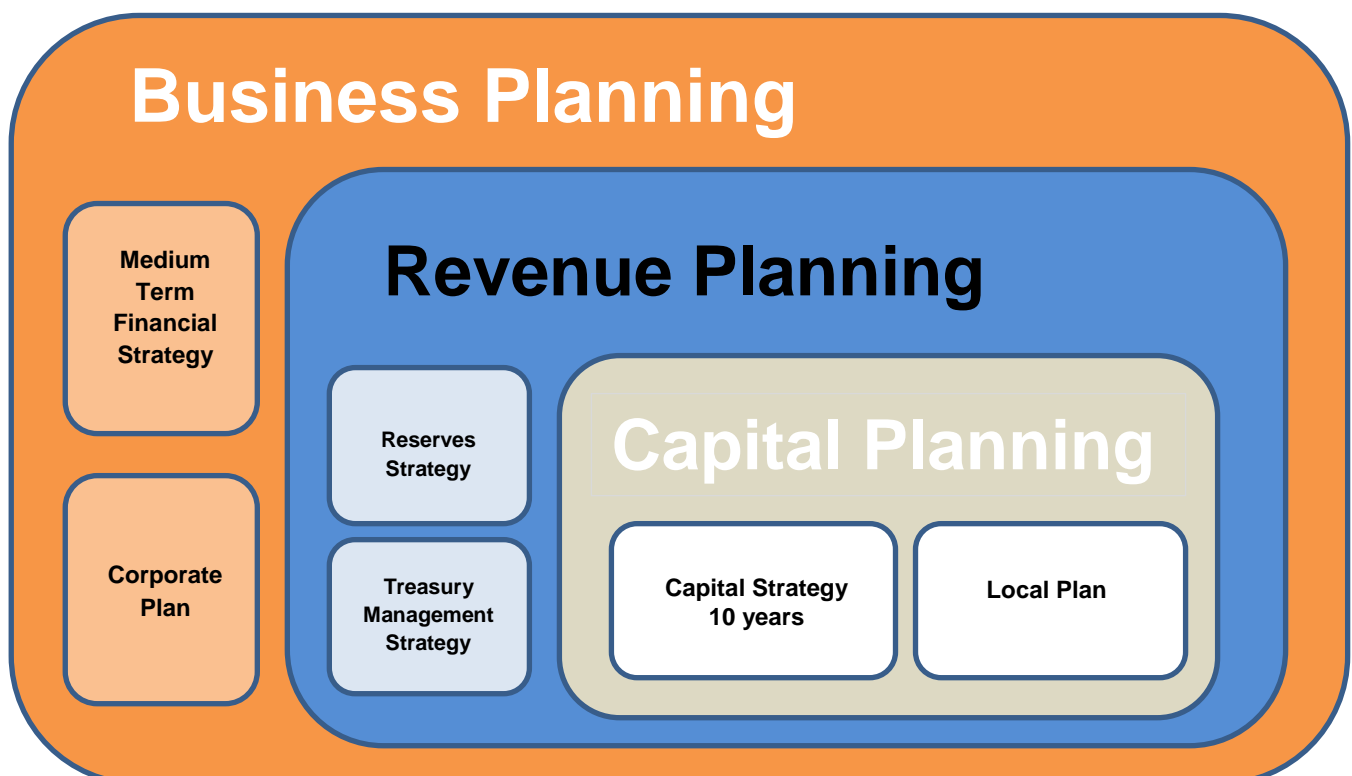 Business Planning
Medium
Term
Financial
Strategy
Corporate
Plan
Revenue Planning
Reserves
Strategy
Treasury
Management
Strategy
Capital Planning
Capital Strategy
10 years
Local Plan